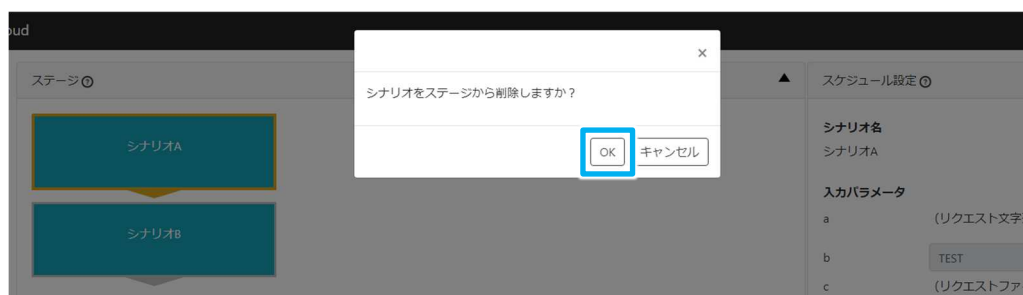 oud
ステージ
シナリオA
シナリオB
×
シナリオをステージから削除しますか？
OK
キャンセル
▲
スケジュール設定
シナリオ名
シナリオA
入力パラメータ
a (リクエスト文字
b TEST
c (リクエストファ